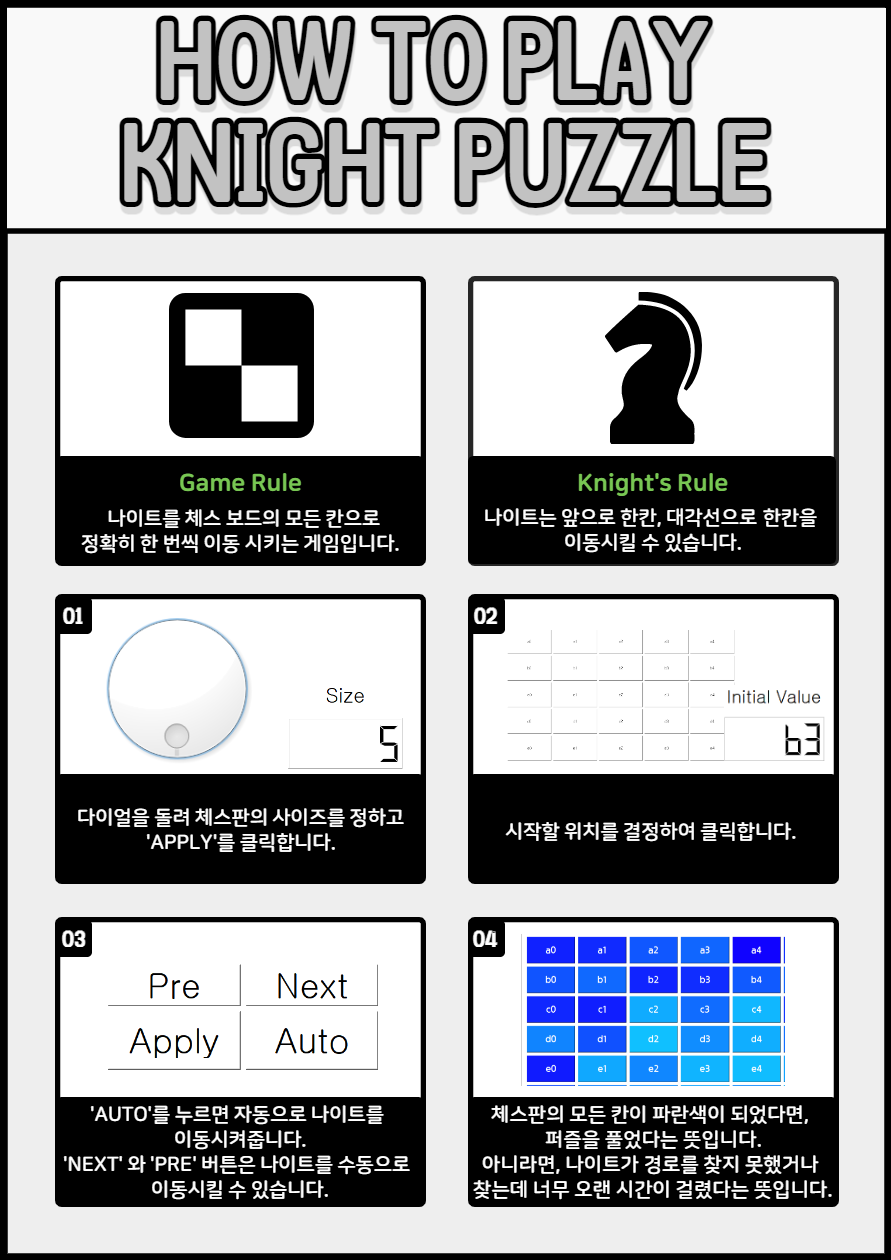 HOW TO PLAY
KNIGHT PUZZLE
Game Rule
나이트를 체스 보드의 모든 칸으로
정확히 한 번씩 이동 시키는 게임입니다.
Knight's Rule
나이트는 앞으로 한칸, 대각선으로 한칸을
이동시킬 수 있습니다.
01
Size
5
다이얼을 돌려 체스판의 사이즈를 정하고
'APPLY'를 클릭합니다.
02
Initial Value
b3
시작할 위치를 결정하여 클릭합니다.
03
Pre Next
Apply Auto
'AUTO'를 누르면 자동으로 나이트를
이동시켜줍니다.
'NEXT' 와 'PRE' 버튼은 나이트를 수동으로
이동시킬 수 있습니다.
04
a0 a1 a2 a3 a4
b0 b1 b2 b3 b4
c0 c1 c2 c3 c4
d0 d1 d2 d3 d4
e0 e1 e2 e3 e4
체스판의 모든 칸이 파란색이 되었다면,
퍼즐을 풀었다는 뜻입니다.
아니라면, 나이트가 경로를 찾지 못했거나
찾는데 너무 오랜 시간이 걸렸다는 뜻입니다.